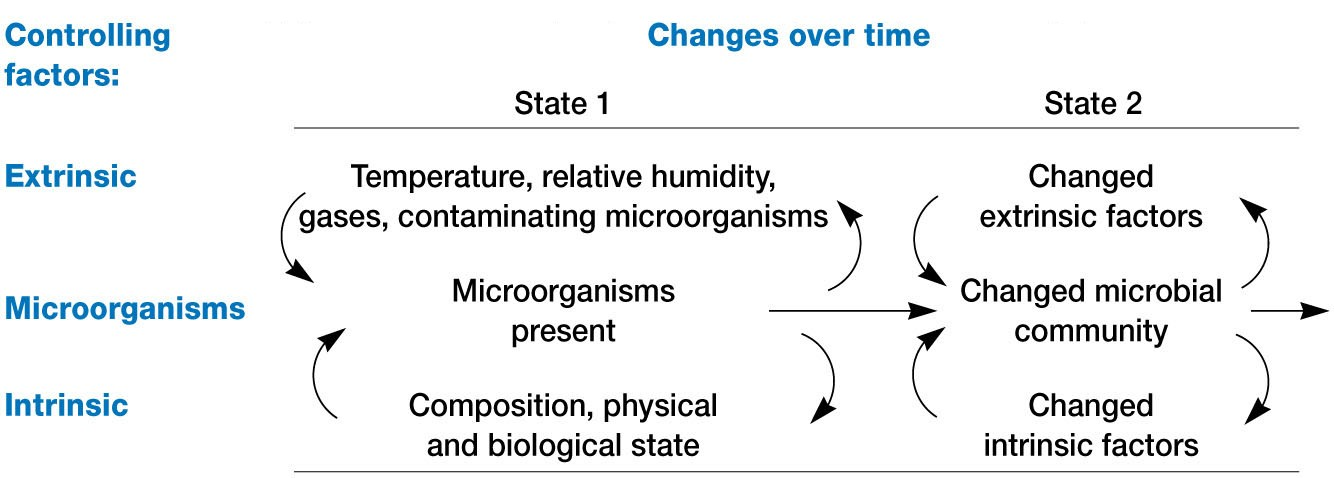 Controlling
factors:
Changes over time
State 1
State 2
Extrinsic
Temperature, relative humidity,
gases, contaminating microorganisms
Changed
extrinsic factors
Microorganisms
Microorganisms
present
Changed microbial
community
Intrinsic
Composition, physical
and biological state
Changed
intrinsic factors